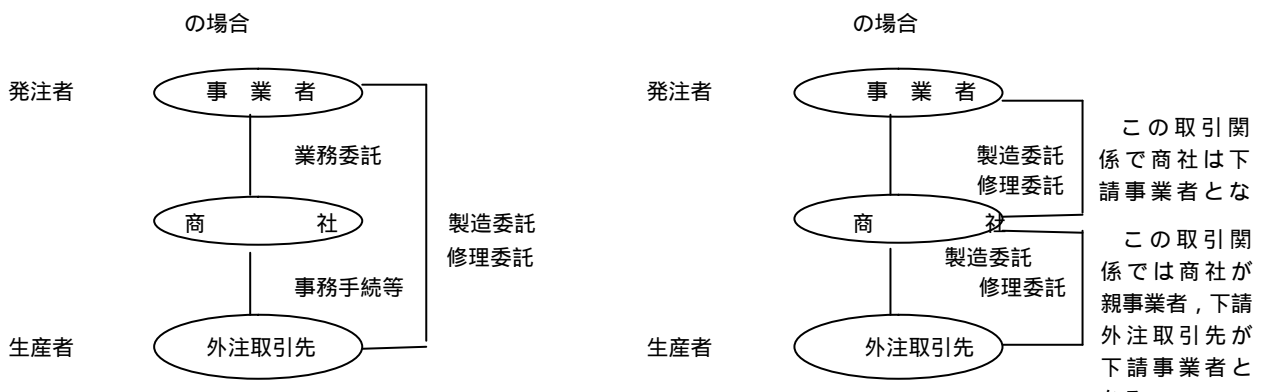 の場合
発注者
事 業 者
業務委託
商 社
製造委託
修理委託
事務手続等
生産者
外注取引先
の場合
発注者
事 業 者
製造委託
修理委託
この取引関
係で商社は下
請事業者とな
商 社
製造委託
修理委託
この取引関
係では商社が
親事業者，下請
外注取引先が
下請事業者と
生産者
外注取引先